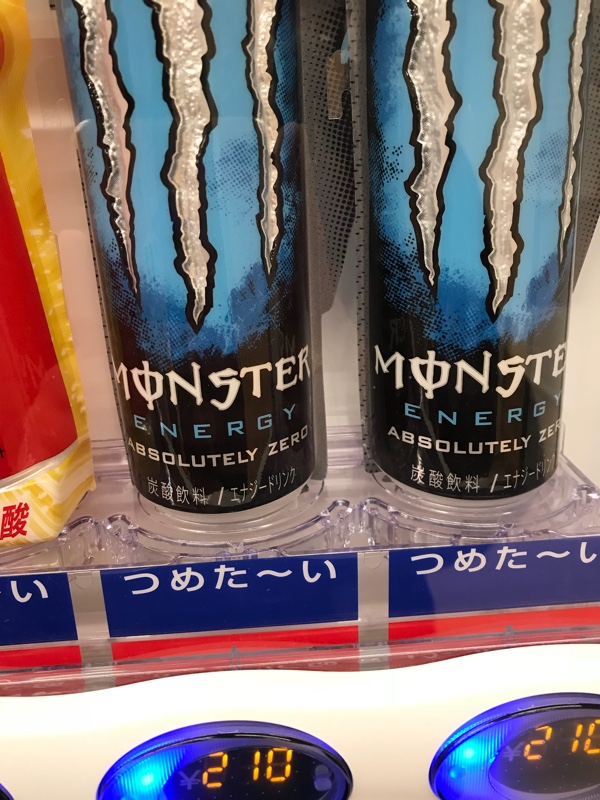 MONSTER
ENERGY
ABSOLUTELY ZERO
炭酸飲料 / エナジードリンク
MONSTER
ENERGY
ABSOLUTELY ZER
炭酸飲料 / エナジードリン
酸
〜い
つめた〜い
つめた〜い
¥210
¥210